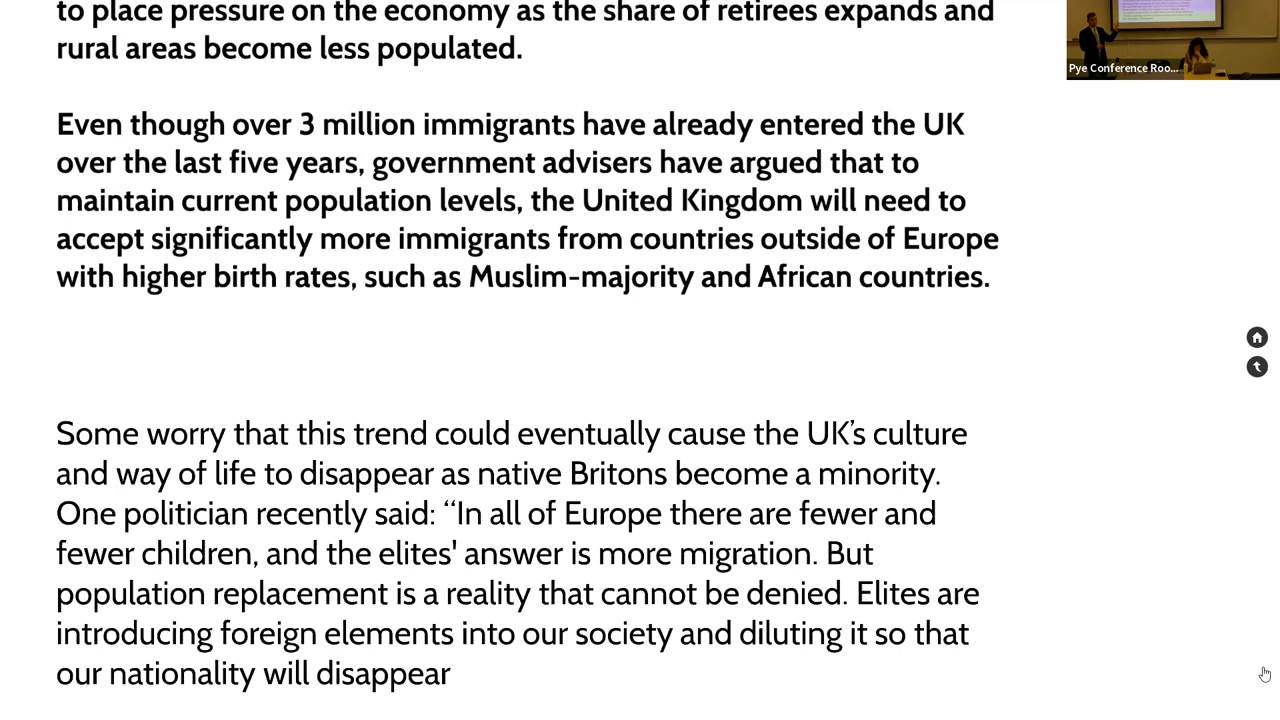 to place pressure on the economy as the share of retirees expands and
rural areas become less populated.
Even though over 3 million immigrants have already entered the UK
over the last five years, government advisers have argued that to
maintain current population levels, the United Kingdom will need to
accept significantly more immigrants from countries outside of Europe
with higher birth rates, such as Muslim-majority and African countries.
Some worry that this trend could eventually cause the UK’s culture
and way of life to disappear as native Britons become a minority.
One politician recently said: “In all of Europe there are fewer and
fewer children, and the elites' answer is more migration. But
population replacement is a reality that cannot be denied. Elites are
introducing foreign elements into our society and diluting it so that
our nationality will disappear
Pye Conference Roo...